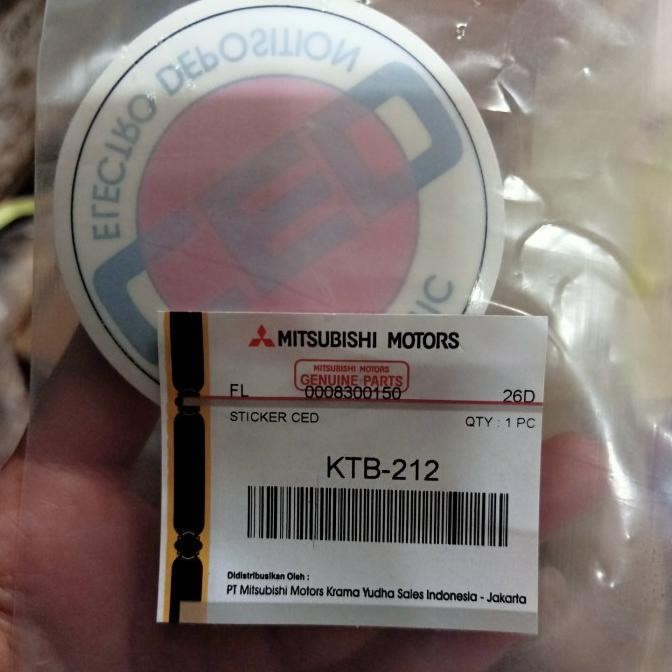 ELECTRO DEPOSITION
CED
IC
MITSUBISHI MOTORS
MITSUBISHI MOTORS
GENUINE PARTS
FL 0008300150 26D
STICKER CED QTY : 1 PC
KTB-212
Didistribusikan Oleh :
PT Mitsubishi Motors Krama Yudha Sales Indonesia - Jakarta